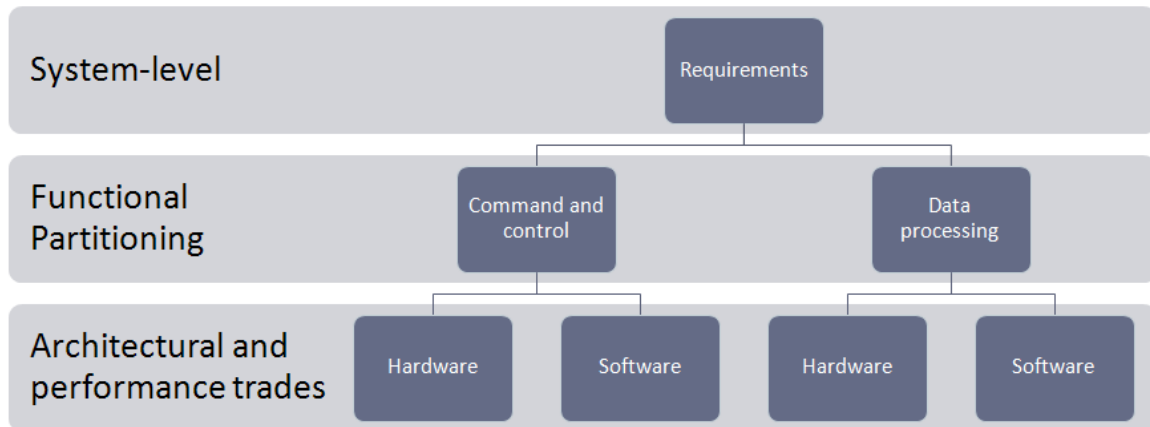 System-level
Requirements
Functional
Partitioning
Command and
control
Data
processing
Architectural and
performance trades
Hardware
Software
Hardware
Software